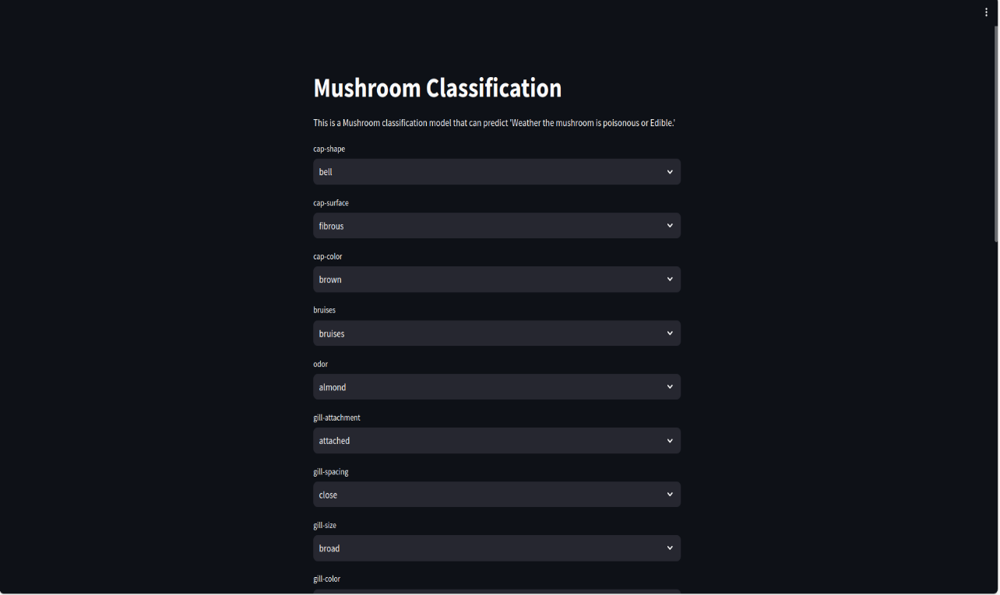 Mushroom Classification
This is a Mushroom classification model that can predict 'Weather the mushroom is poisonous or Edible.'
cap-shape
bell
cap-surface
fibrous
cap-color
brown
bruises
bruises
odor
almond
gill-attachment
attached
gill-spacing
close
gill-size
broad
gill-color